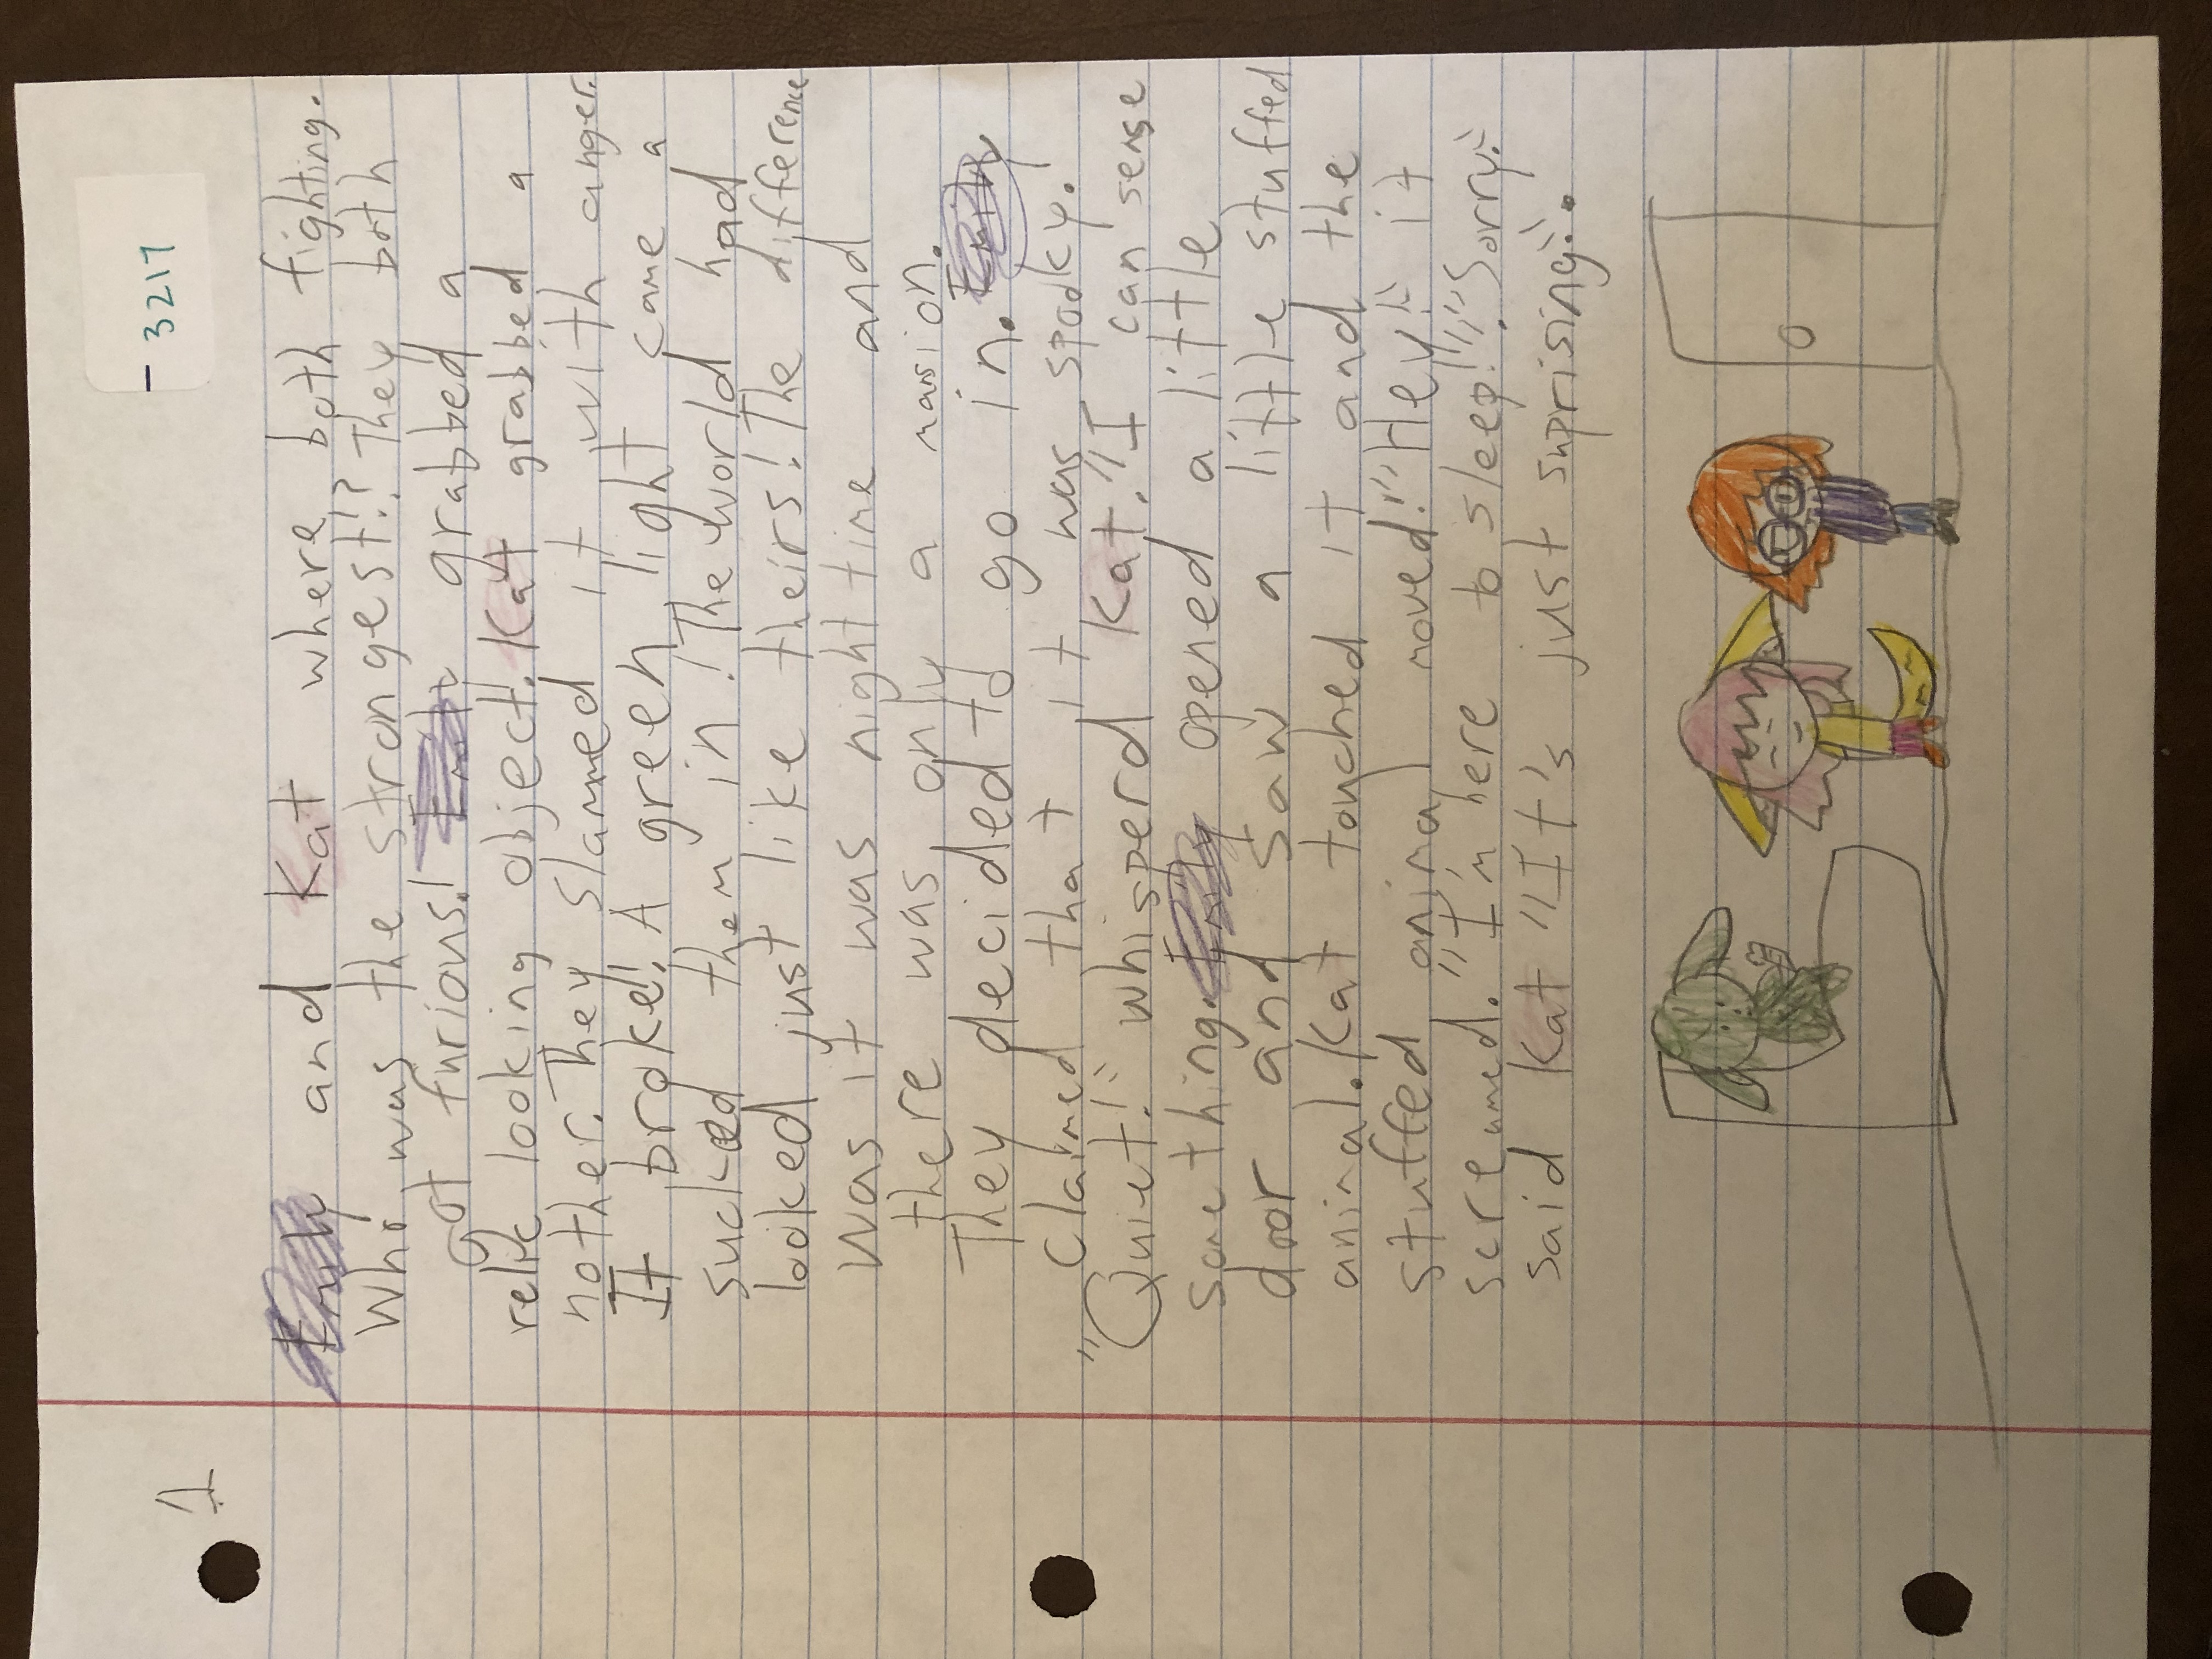 - 3217
1
Emily and Kat where both fighting.
Who was the strongest!? They both
got furious! Emily grabbed a
relic looking object. Kat grabbed a
nother. They slammed it with anger.
It broke! A green light came a
sucked them in! The world had
looked just like theirs! The difference
was it was night time and
there was only a mansion.
They decided to go in. Emily
claimed that it was spooky.
"Quiet!" whisperd Kat. "I can sense
something. Emily opened a little
door and saw a little stuffed
animal. Kat touched it and the
stuffed animal moved! "Hey!" it
screamed. "I'm here to sleep!" "Sorry."
said Kat "It's just suprising!".